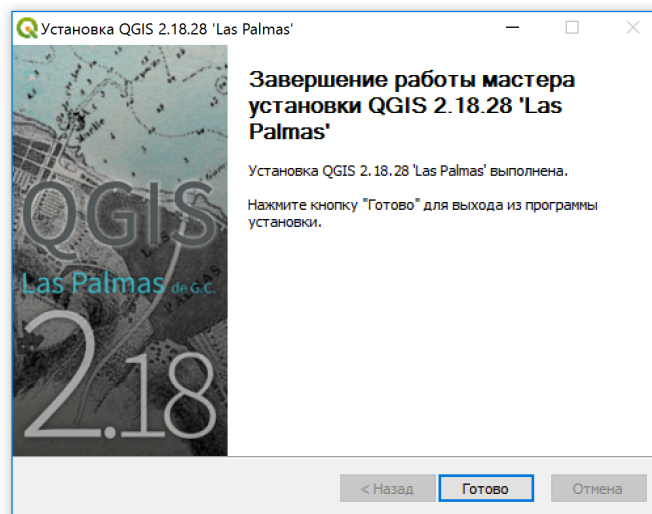 Установка QGIS 2.18.28 'Las Palmas'
Завершение работы мастера
установки QGIS 2.18.28 'Las
Palmas'
Установка QGIS 2.18.28 'Las Palmas' выполнена.
Нажмите кнопку "Готово" для выхода из программы
установки.
QGIS
Las Palmas de G.C.
2.18
< Назад
Готово
Отмена